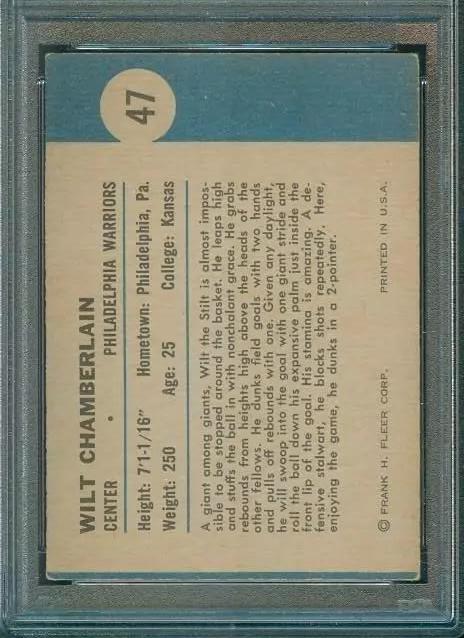 47
WILT CHAMBERLAIN
CENTER • PHILADELPHIA WARRIORS
Height: 7'1-1/16" Hometown: Philadelphia, Pa.
Weight: 250 Age: 25 College: Kansas
A giant among giants, Wilt the Stilt is almost impos-
sible to be stopped around the basket. He leaps high
and stuffs the ball in with nonchalant grace. He grabs
rebounds from heights high above the heads of the
other fellows. He dunks field goals with two hands
and pulls off rebounds with one. Given any daylight,
he will swoop into the goal with one giant stride and
roll the ball down his expansive palm just inside the
front lip of the goal. His stamina is amazing. A de-
fensive stalwart, he blocks shots repeatedly. Here,
enjoying the game, he dunks in a 2-pointer.
© FRANK H. FLEER CORP. PRINTED IN U.S.A.